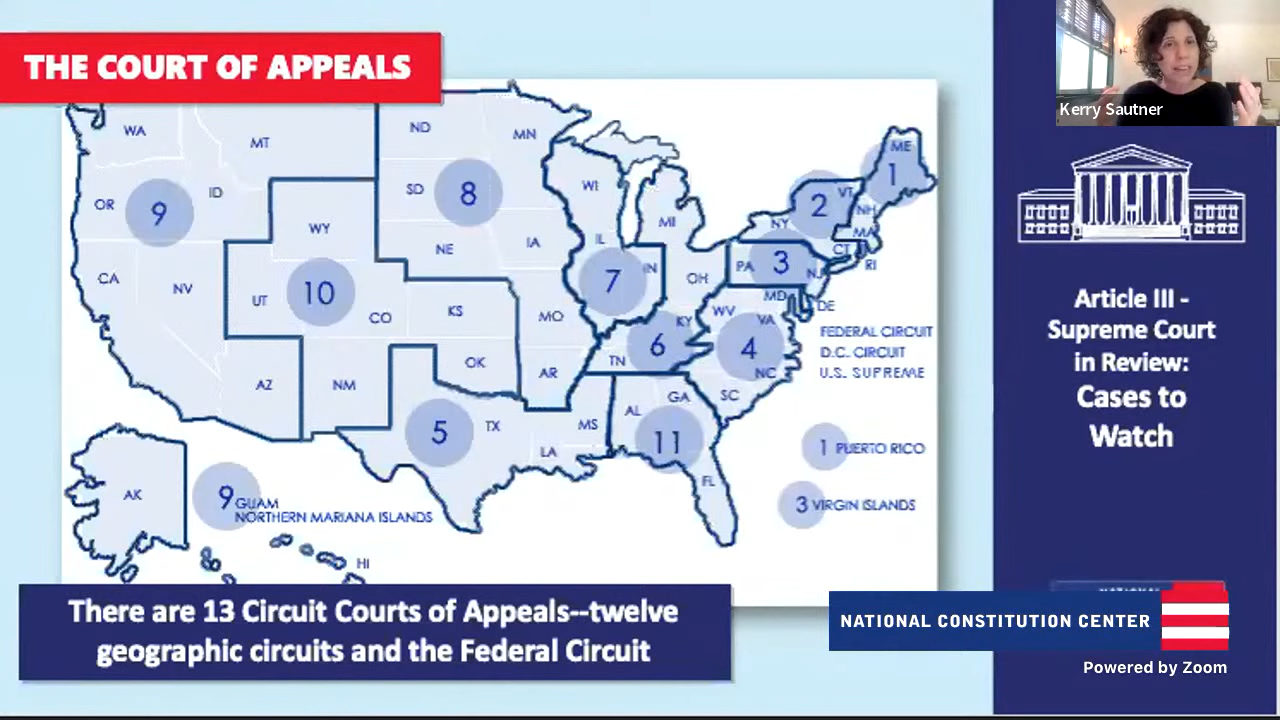 THE COURT OF APPEALS
Kerry Sautner
WA
MT
ND
MN
ME
OR
9
ID
SD
8
WI
MI
2
VT
1
NH
NY
MA
WY
NE
IA
IL
7
IN
OH
PA
3
NJ
CT
RI
CA
NV
UT
10
CO
KS
MO
KY
WV
MD
VA
DE
6
4
TN
NC
FEDERAL CIRCUIT
D.C. CIRCUIT
U.S. SUPREME
AZ
NM
OK
AR
SC
5
TX
LA
MS
AL
GA
11
FL
1 PUERTO RICO
3 VIRGIN ISLANDS
AK
9 GUAM
NORTHERN MARIANA ISLANDS
HI
There are 13 Circuit Courts of Appeals--twelve
geographic circuits and the Federal Circuit
Article III -
Supreme Court
in Review:
Cases to
Watch
NATIONAL CONSTITUTION CENTER
Powered by Zoom